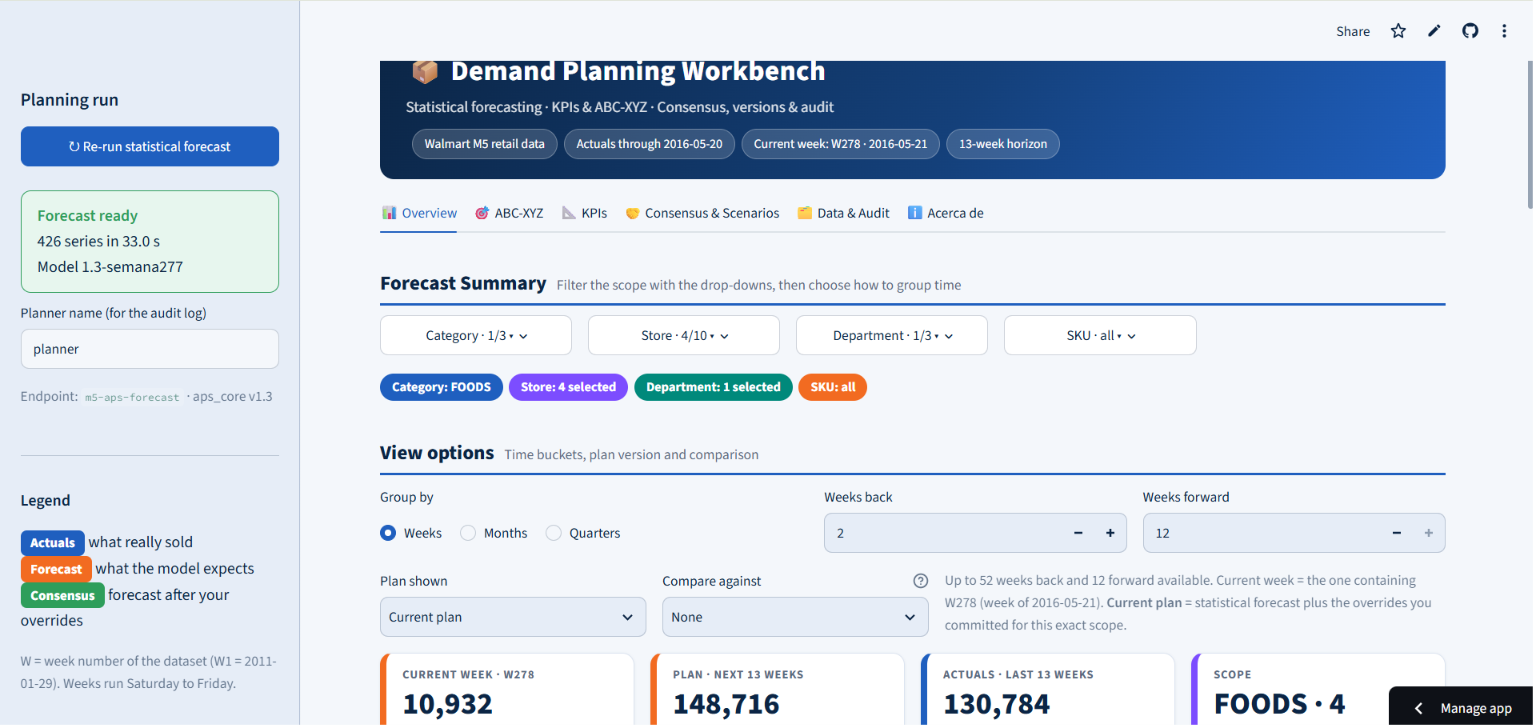 Share
Planning run
↻ Re-run statistical forecast
Forecast ready
426 series in 33.0 s
Model 1.3-semana277
Planner name (for the audit log)
planner
Endpoint: m5-aps-forecast · aps_core v1.3
Legend
Actuals what really sold
Forecast what the model expects
Consensus forecast after your
overrides
W = week number of the dataset (W1 = 2011-
01-29). Weeks run Saturday to Friday.
Demand Planning Workbench
Statistical forecasting · KPIs & ABC-XYZ · Consensus, versions & audit
Walmart M5 retail data Actuals through 2016-05-20 Current week: W278 · 2016-05-21 13-week horizon
Overview ABC-XYZ KPIs Consensus & Scenarios Data & Audit Acerca de
Forecast Summary Filter the scope with the drop-downs, then choose how to group time
Category · 1/3 ▾ Store · 4/10 ▾ Department · 1/3 ▾ SKU · all ▾
Category: FOODS Store: 4 selected Department: 1 selected SKU: all
View options Time buckets, plan version and comparison
Group by Weeks back Weeks forward
Weeks Months Quarters 2 − + 12 − +
Plan shown Compare against
Current plan None
Up to 52 weeks back and 12 forward available. Current week = the one containing
W278 (week of 2016-05-21). Current plan = statistical forecast plus the overrides you
committed for this exact scope.
CURRENT WEEK · W278 PLAN · NEXT 13 WEEKS ACTUALS · LAST 13 WEEKS SCOPE
10,932 148,716 130,784 FOODS · 4
Manage app